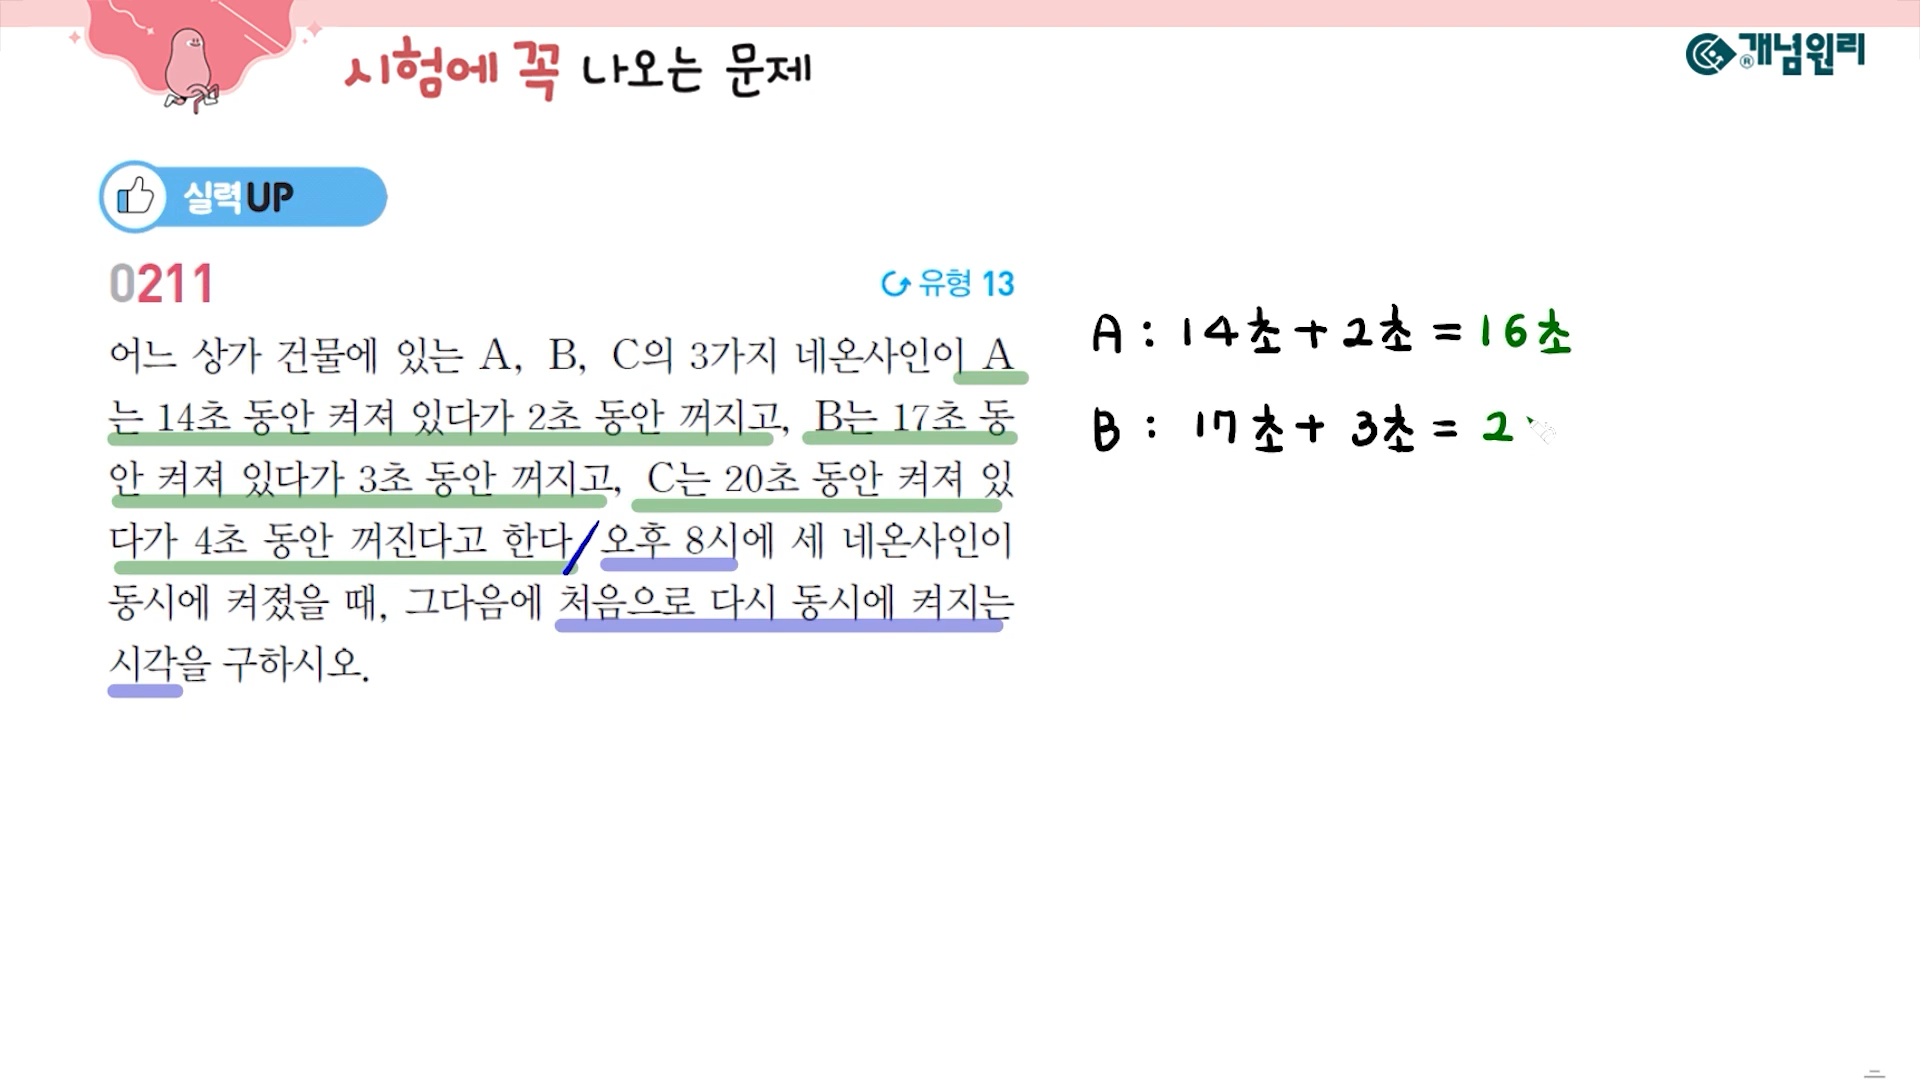 시험에 꼭 나오는 문제
개념원리
실력UP
0211
유형 13
어느 상가 건물에 있는 A, B, C의 3가지 네온사인이 A
는 14초 동안 켜져 있다가 2초 동안 꺼지고, B는 17초 동
안 켜져 있다가 3초 동안 꺼지고, C는 20초 동안 켜져 있
다가 4초 동안 꺼진다고 한다/오후 8시에 세 네온사인이
동시에 켜졌을 때, 그다음에 처음으로 다시 동시에 켜지는
시각을 구하시오.
A : 14초 + 2초 = 16초
B : 17초 + 3초 = 2